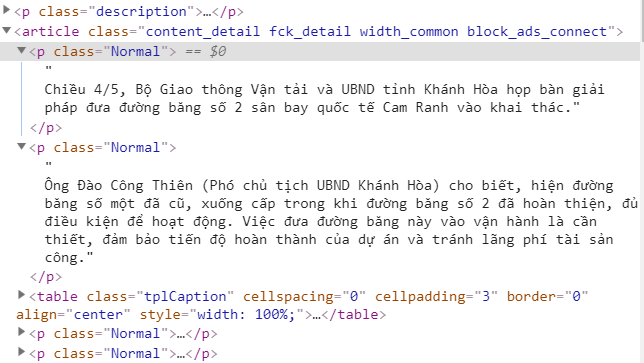 <p class="description">…</p>
<article class="content_detail fck_detail width_common block_ads_connect">
<p class="Normal"> == $0
"
Chiều 4/5, Bộ Giao thông Vận tải và UBND tỉnh Khánh Hòa họp bàn giải
pháp đưa đường băng số 2 sân bay quốc tế Cam Ranh vào khai thác."
</p>
<p class="Normal">
"
Ông Đào Công Thiên (Phó chủ tịch UBND Khánh Hòa) cho biết, hiện đường
băng số một đã cũ, xuống cấp trong khi đường băng số 2 đã hoàn thiện, đủ
điều kiện để hoạt động. Việc đưa đường băng này vào vận hành là cần
thiết, đảm bảo tiến độ hoàn thành của dự án và tránh lãng phí tài sản
công."
</p>
<table class="tplCaption" cellspacing="0" cellpadding="3" border="0"
align="center" style="width: 100%;">…</table>
<p class="Normal">…</p>
<p class="Normal">…</p>